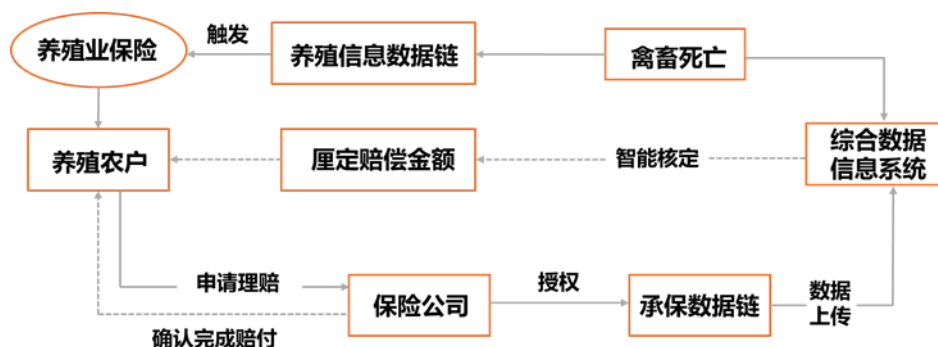 养殖业保险
触发
养殖信息数据链
禽畜死亡
养殖农户
厘定赔偿金额
智能核定
综合数据
信息系统
申请理赔
保险公司
授权
承保数据链
数据
上传
确认完成赔付